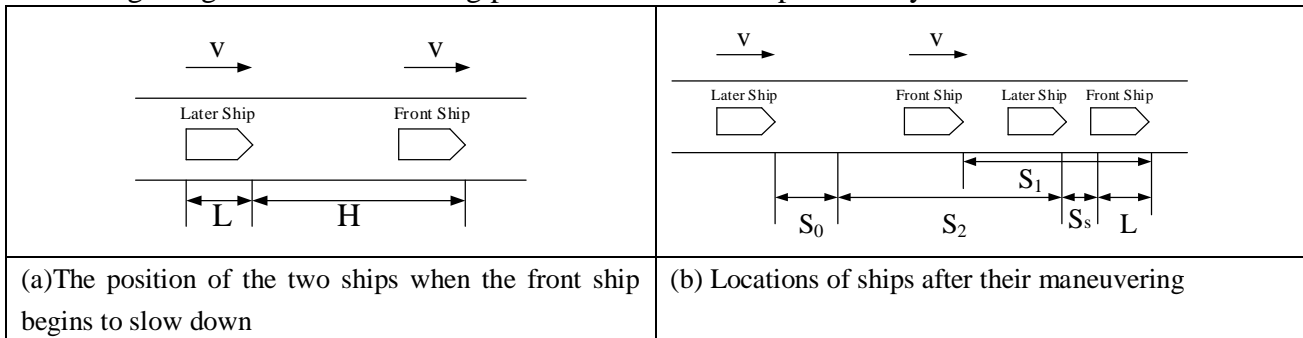 v v
Later Ship Front Ship
L H
v v
Later Ship Front Ship Later Ship Front Ship
S1
S0 S2 Ss L
(a)The position of the two ships when the front ship
begins to slow down
(b) Locations of ships after their maneuvering